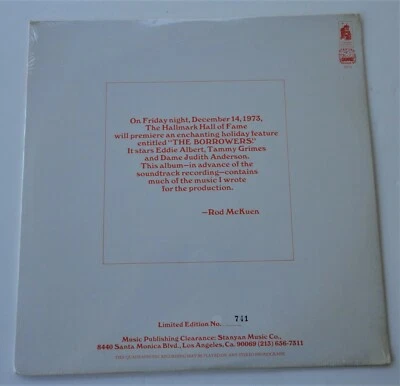 On Friday night, December 14, 1973,
The Hallmark Hall of Fame
will premiere an enchanting holiday feature
entitled "THE BORROWERS."
It stars Eddie Albert, Tammy Grimes
and Dame Judith Anderson.
This album—in advance of the
soundtrack recording—contains
much of the music I wrote
for the production.
—Rod McKuen
Limited Edition No. 741
Music Publishing Clearance: Stanyan Music Co.,
8440 Santa Monica Blvd., Los Angeles, Ca. 90069 (213) 656-7311